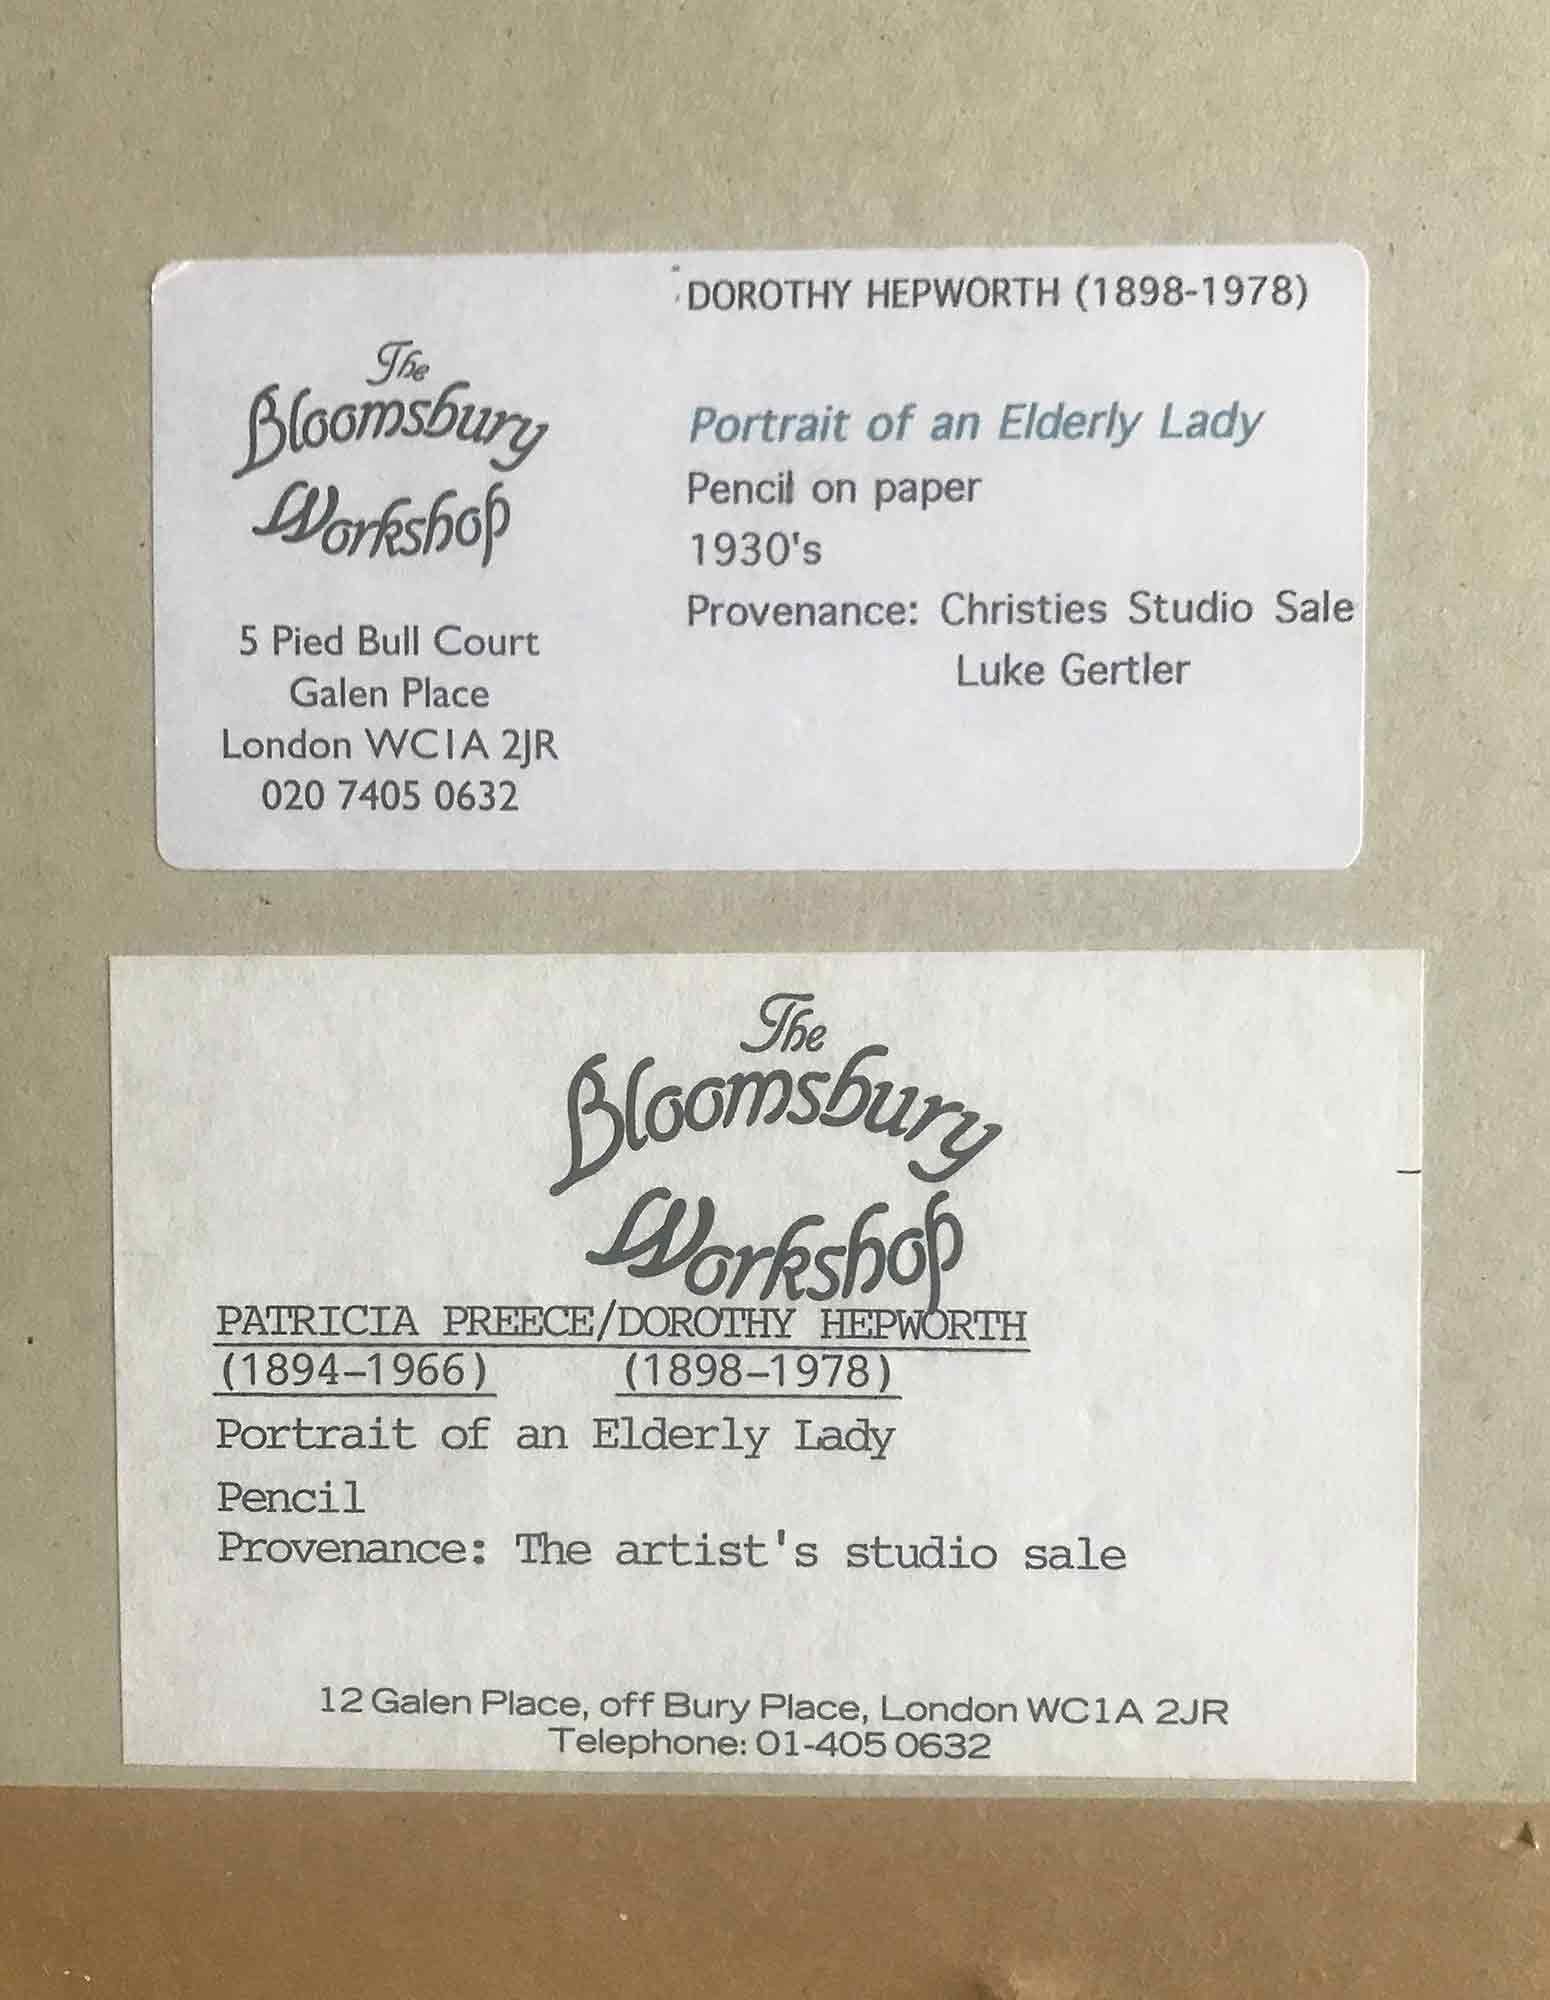 The
Bloomsbury
Workshop
5 Pied Bull Court
Galen Place
London WC1A 2JR
020 7405 0632
DOROTHY HEPWORTH (1898-1978)
Portrait of an Elderly Lady
Pencil on paper
1930's
Provenance: Christies Studio Sale
Luke Gertler
The
Bloomsbury
Workshop
PATRICIA PREECE/DOROTHY HEPWORTH
(1894-1966) (1898-1978)
Portrait of an Elderly Lady
Pencil
Provenance: The artist's studio sale
12 Galen Place, off Bury Place, London WC1A 2JR
Telephone: 01-405 0632